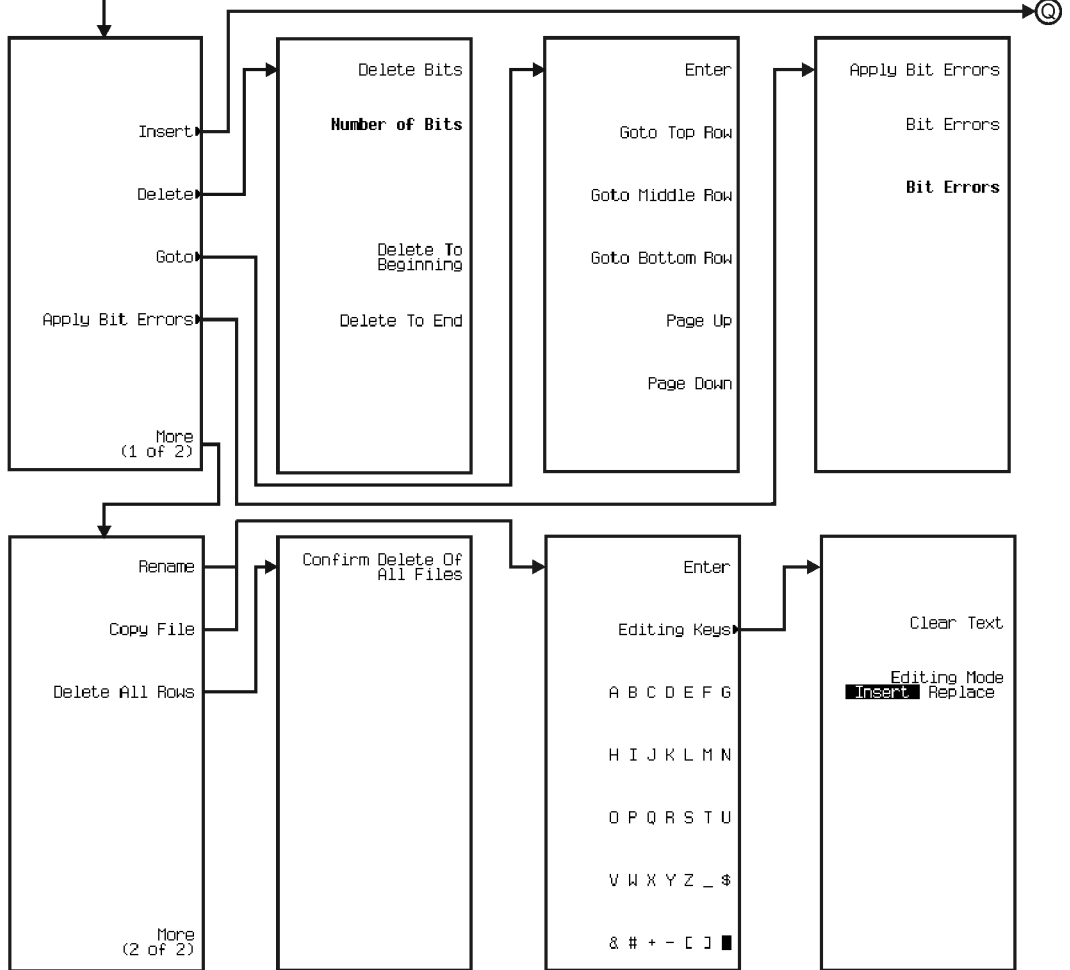 Q
Insert
Delete
Goto
Apply Bit Errors
More
(1 of 2)
Delete Bits
Number of Bits
Delete To
Beginning
Delete To End
Enter
Goto Top Row
Goto Middle Row
Goto Bottom Row
Page Up
Page Down
Apply Bit Errors
Bit Errors
Bit Errors
Rename
Copy File
Delete All Rows
More
(2 of 2)
Confirm Delete Of
All Files
Enter
Editing Keys
A B C D E F G
H I J K L M N
O P Q R S T U
V W X Y Z _ $
& # + - [ ] █
Clear Text
Editing Mode
Insert Replace